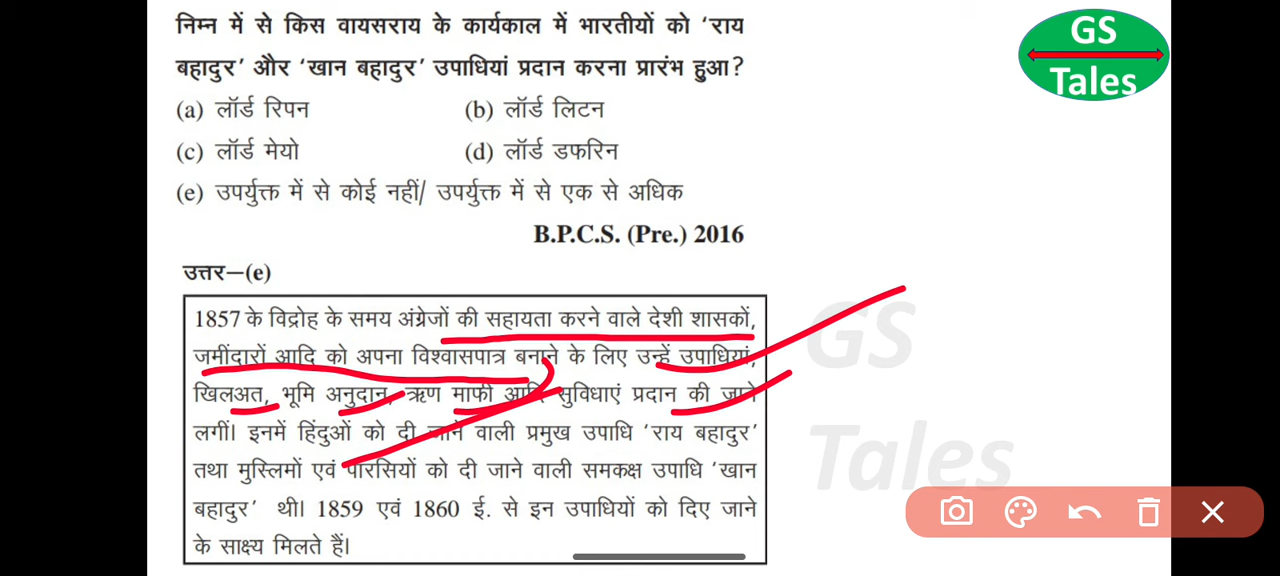 निम्न में से किस वायसराय के कार्यकाल में भारतीयों को ‘राय
बहादुर’ और ‘खान बहादुर’ उपाधियां प्रदान करना प्रारंभ हुआ?
(a) लॉर्ड रिपन (b) लॉर्ड लिटन
(c) लॉर्ड मेयो (d) लॉर्ड डफरिन
(e) उपर्युक्त में से कोई नहीं/ उपर्युक्त में से एक से अधिक
B.P.C.S. (Pre.) 2016
उत्तर–(e)
1857 के विद्रोह के समय अंग्रेजों की सहायता करने वाले देशी शासकों,
जमींदारों आदि को अपना विश्वासपात्र बनाने के लिए उन्हें उपाधियां,
खिलअत, भूमि अनुदान, ऋण माफी आदि सुविधाएं प्रदान की जाने
लगीं। इनमें हिंदुओं को दी जाने वाली प्रमुख उपाधि ‘राय बहादुर’
तथा मुस्लिमों एवं पारसियों को दी जाने वाली समकक्ष उपाधि ‘खान
बहादुर’ थी। 1859 एवं 1860 ई. से इन उपाधियों को दिए जाने
के साक्ष्य मिलते हैं।
GS
Tales
GS
Tales